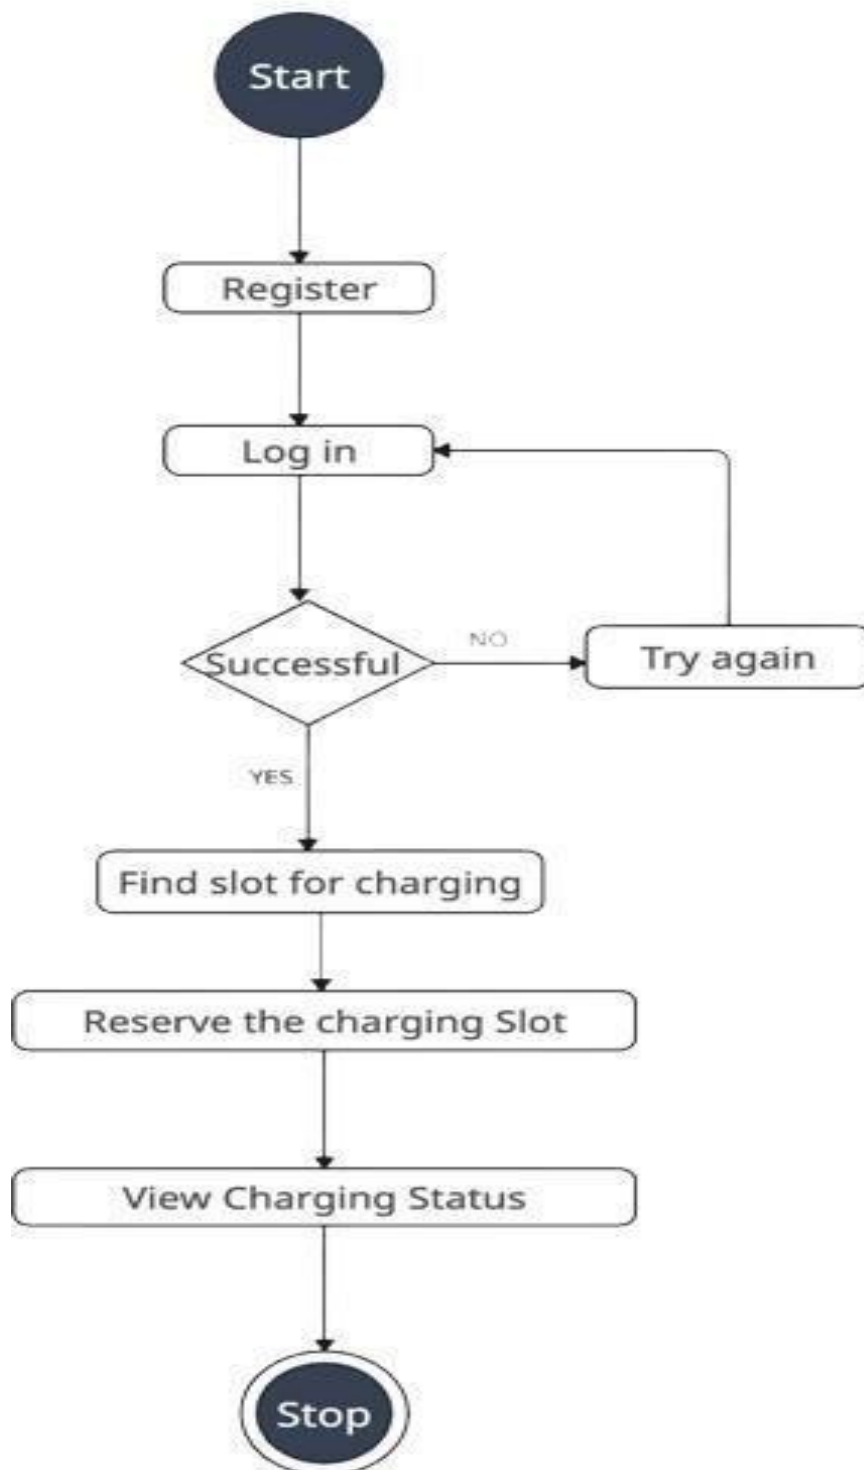 Start
Register
Log in
Successful
NO
Try again
YES
Find slot for charging
Reserve the charging Slot
View Charging Status
Stop